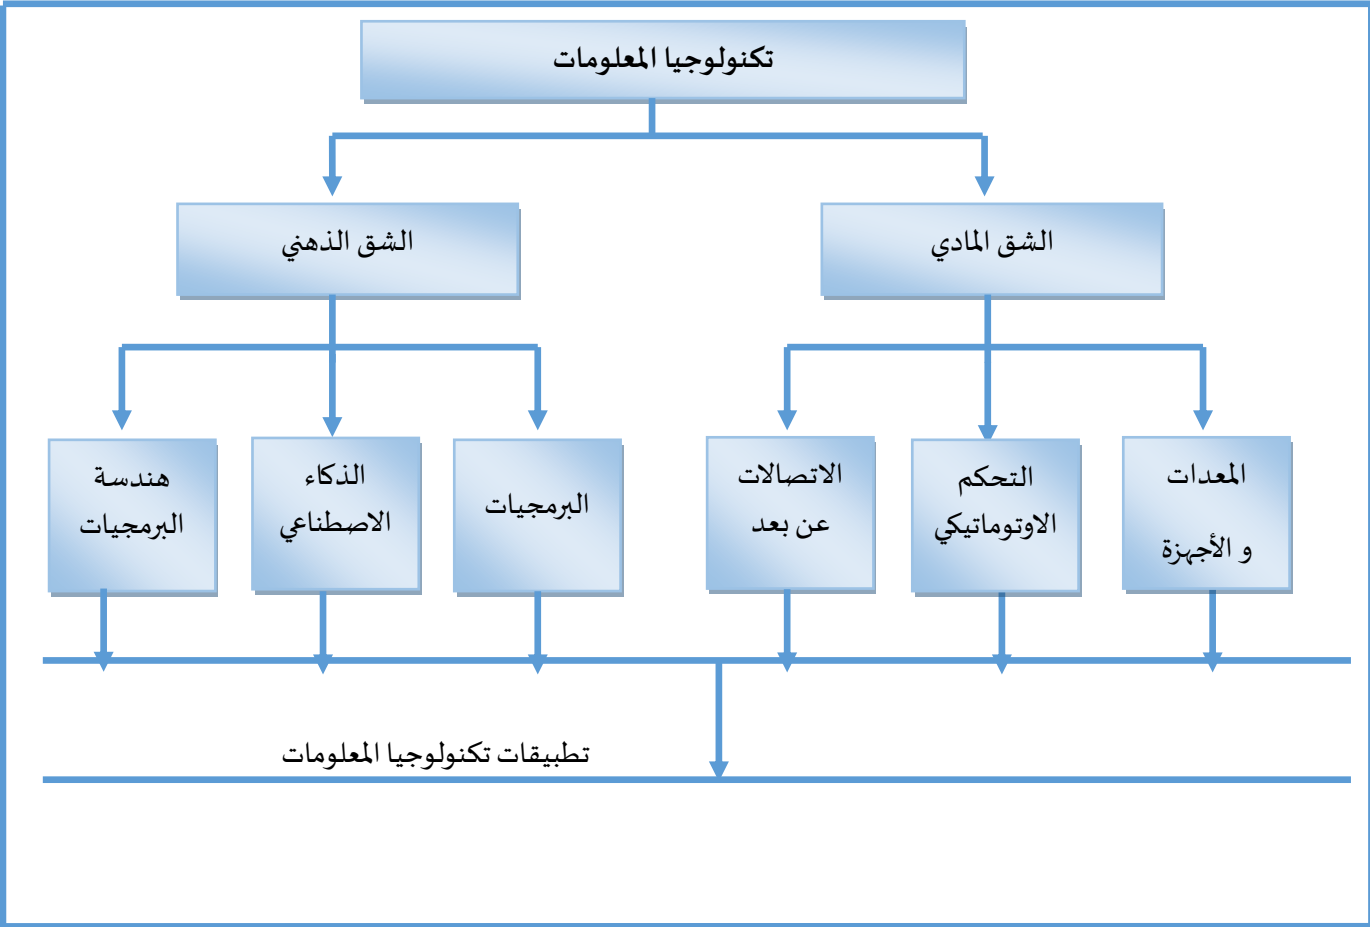 تكنولوجيا المعلومات
الشق المادي
الشق الذهني
المعدات
و الأجهزة
التحكم
الاوتوماتيكي
الاتصالات
عن بعد
البرمجيات
الذكاء
الاصطناعي
هندسة
البرمجيات
تطبيقات تكنولوجيا المعلومات